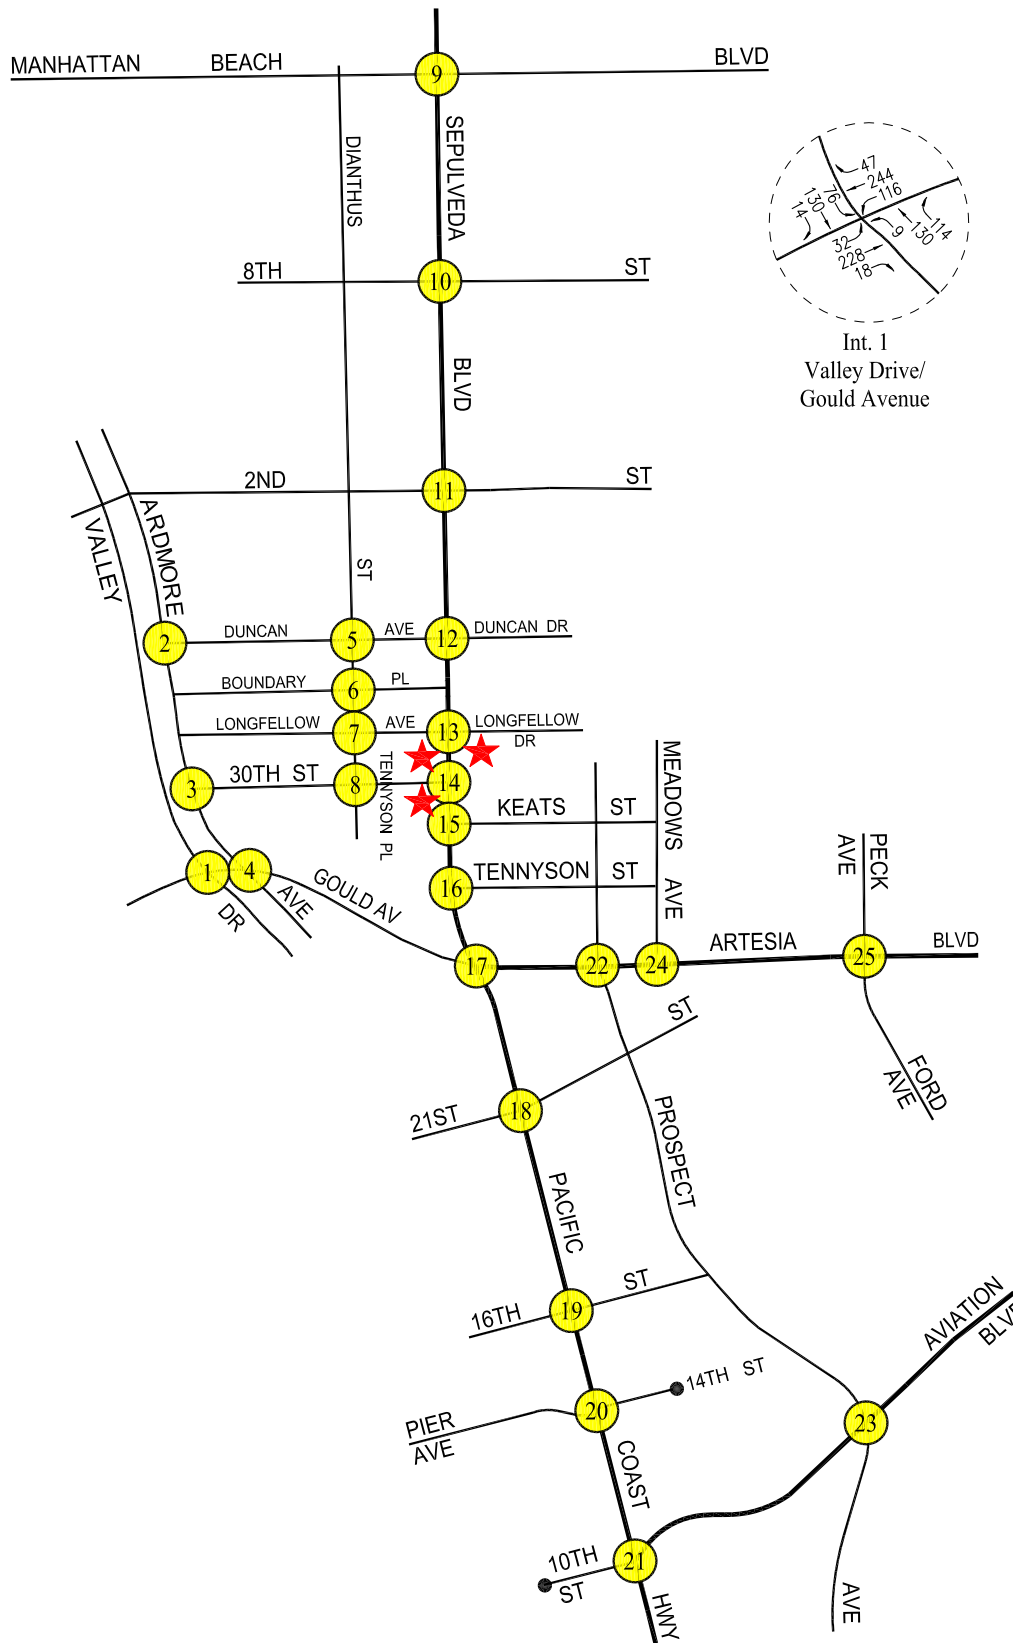 MANHATTAN BEACH BLVD
9
SEPULVEDA
DIANTHUS
47
244
116
76
130
14
32
228
18
9
130
114
8TH ST
10
Int. 1
Valley Drive/
Gould Avenue
BLVD
2ND ST
11
ARDMORE
VALLEY
ST
2
DUNCAN AVE
5
12
DUNCAN DR
BOUNDARY PL
6
LONGFELLOW AVE
7
13
LONGFELLOW
DR
TENNYSON PL
MEADOWS AVE
3
30TH ST
8
14
KEATS ST
15
PECK
AVE
1
4
GOULD AV
TENNYSON ST
16
AVE
DR
17
22
24
ARTESIA BLVD
25
ST
21ST
18
FORD
AVE
PROSPECT
PACIFIC
ST
16TH
19
AVIATION
14TH ST
PIER
AVE
20
23
COAST
10TH
ST
21
HWY
AVE